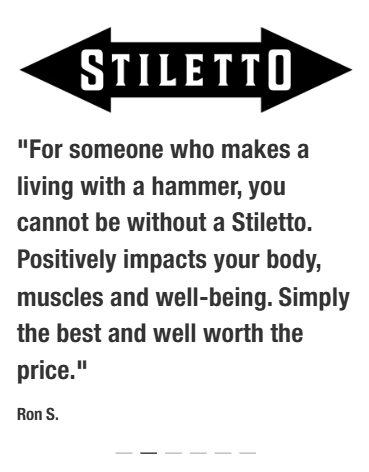 STILETTO
"For someone who makes a
living with a hammer, you
cannot be without a Stiletto.
Positively impacts your body,
muscles and well-being. Simply
the best and well worth the
price."
Ron S.